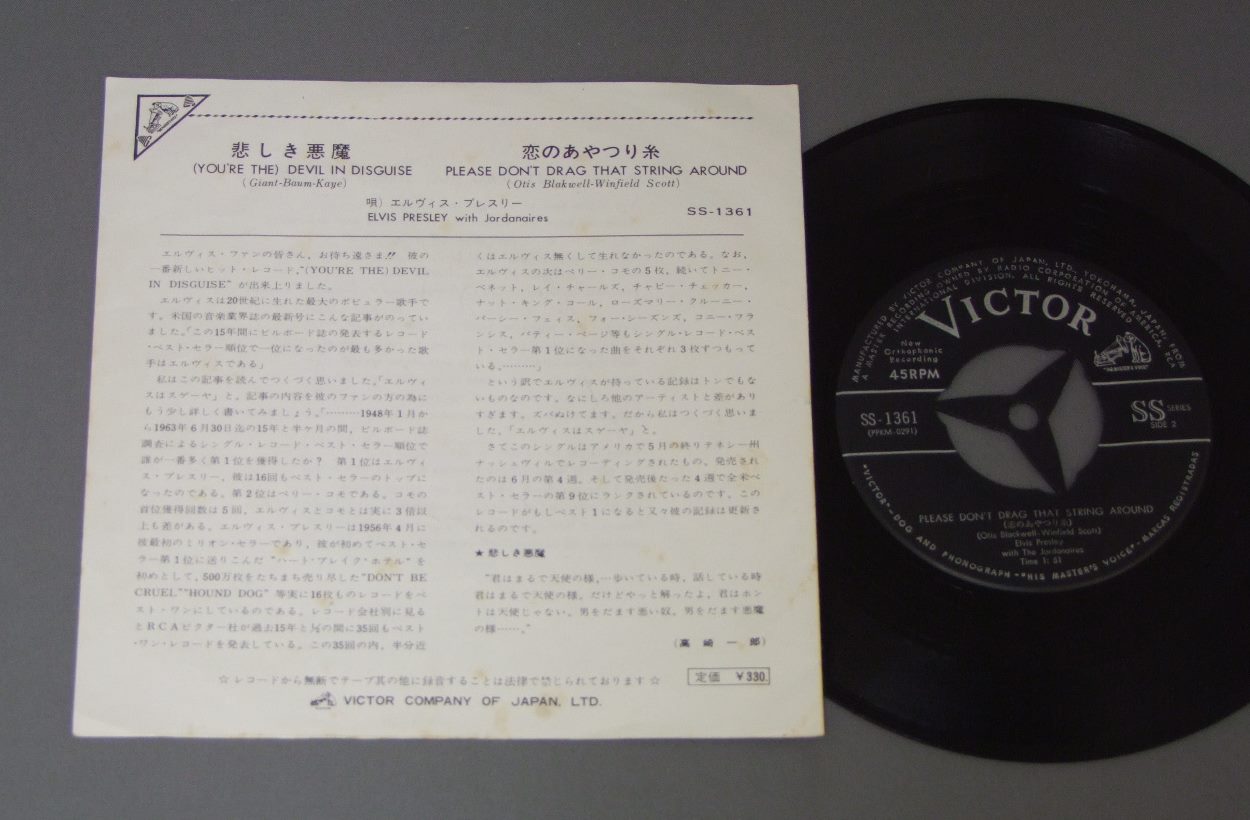 悲しき悪魔
(YOU'RE THE) DEVIL IN DISGUISE
(Giant-Baum-Kaye)
恋のあやつり糸
PLEASE DON'T DRAG THAT STRING AROUND
(Otis Blakwell-Winfield Scott)
唄) エルヴィス・プレスリー
ELVIS PRESLEY with Jordanaires
SS-1361
エルヴィス・ファンの皆さん，お待ち遠さま!! 彼の
一番新しいヒット・レコード，"(YOU'RE THE) DEVIL
IN DISGUISE" が出来上りました。
エルヴィスは20世紀に生れた最大のポピュラー歌手で
す。米国の音楽業界誌の最新号にこんな記事がのってい
ました。「この15年間にビルボード誌の発表するレコード
・ベスト・セラー順位で一位になったのが最も多かった歌
手はエルヴィスである」
私はこの記事を読んでつくづく思いました。「エルヴィ
スはスゲーヤ」と。記事の内容を彼のファンの方の為に
もう少し詳しく書いてみましょう。「………1948年1月か
ら1963年6月30日迄の15年と半ケ月の間，ビルボード誌
調査によるシングル・レコード・ベスト・セラー順位で
誰が一番多く第1位を獲得したか？ 第1位はエルヴィ
ス・プレスリー，彼は16回もベスト・セラーのトップに
なったのである。第2位はペリー・コモである。コモの
首位獲得回数は5回，エルヴィスとコモとは実に3倍以
上も差がある。エルヴィス・プレスリーは1956年4月に
彼最初のミリオン・セラーであり，彼が初めてベスト・セ
ラー第1位に送りこんだ "ハート・ブレイク・ホテル" を
初めとして，500万枚をたちまち売り尽した "DON'T BE
CRUEL" "HOUND DOG" 等実に16枚ものレコードをベ
スト・ワンにしているのである。レコード会社別に見る
とRCAビクター社が過去15年と½の間に35回もベスト
・ワン・レコードを発表している。この35回の内，半分近
くはエルヴィス無くして生れなかったのである。なお，
エルヴィスの次はペリー・コモの5枚，続いてトニー・
ベネット，レイ・チャールズ，チャビー・チェッカー，
ナット・キング・コール，ローズマリー・クルーニー・
パーシー・フェイス，フォー・シーズンズ，コニー・フラ
ンシス，パティー・ページ等もシングル・レコード・ベス
ト・セラー第1位になった曲をそれぞれ3枚ずつもって
いる。………」
という訳でエルヴィスが持っている記録はトンでもな
いものなのです。なにしろ他のアーティストと差があり
すぎます。ズバぬけてます。だから私はつくづく思いま
した。「エルヴィスはスゲーヤ」と。
さてこのシングルはアメリカで5月の終りテネシー州
ナッシュヴィルでレコーディングされたもの。発売され
たのは6月の第4週。そして発売後たった4週で全米ベ
スト・セラーの第9位にランクされているのです。この
レコードがもしベスト1になると又々彼の記録は更新さ
れるのです。
★悲しき悪魔
"君はまるで天使の様，…歩いている時，話している時
君はまるで天使の様。だけどやっと解ったよ，君はホン
トは天使じゃない。男をだます悪い奴。男をだます悪魔
の様……。"
(高崎一郎)
☆レコードから無断でテープ其の他に録音することは法律で禁じられております☆
定価 ¥330.
VICTOR COMPANY OF JAPAN, LTD.
MANUFACTURED BY VICTOR COMPANY OF JAPAN, LTD., YOKOHAMA, JAPAN, FROM
A MASTER RECORDING OWNED BY RADIO CORPORATION OF AMERICA, RCA
INTERNATIONAL DIVISION. ALL RIGHTS RESERVED
VICTOR
New
Orthophonic
Recording
45RPM
"HIS MASTER'S VOICE"
SS-1361
(PPKM-0291)
SS SERIES
SIDE 2
PLEASE DON'T DRAG THAT STRING AROUND
(恋のあやつり糸)
(Otis Blackwell-Winfield Scott)
Elvis Presley
with The Jordanaires
Time 1: 51
"VICTOR"-DOG AND PHONOGRAPH-"HIS MASTER'S VOICE"-MARCAS REGISTRADAS